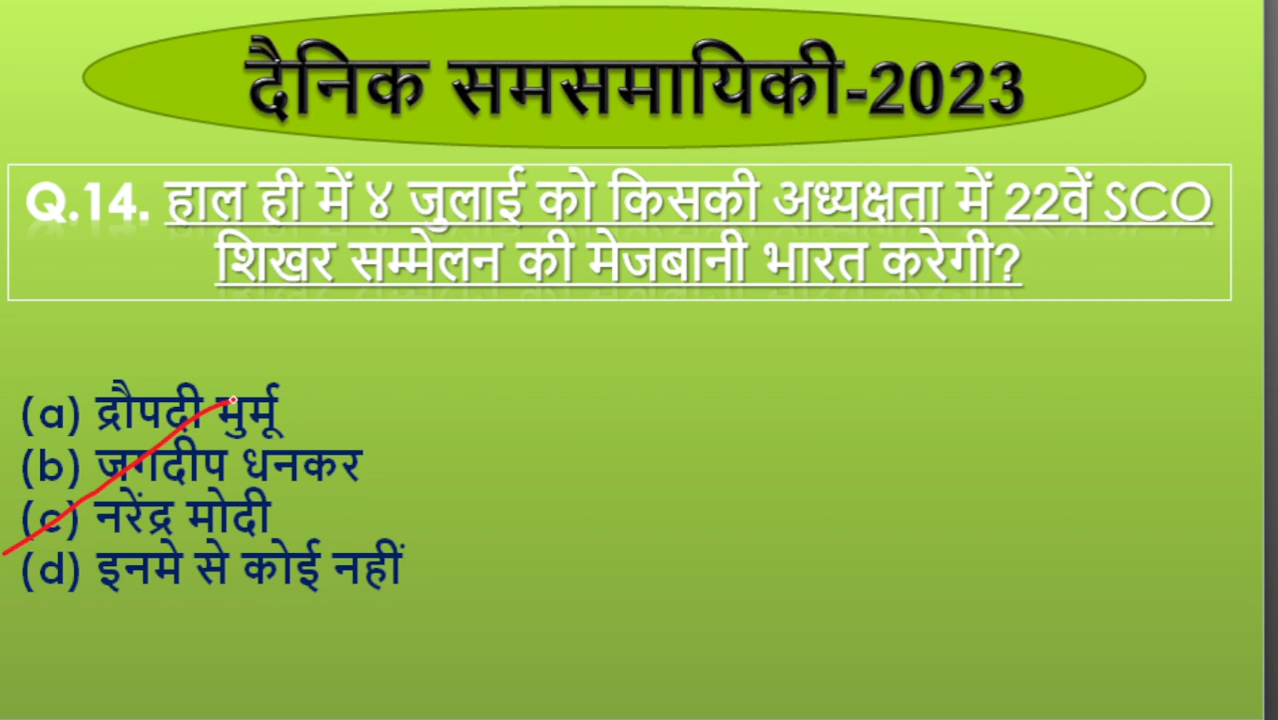 दैनिक समसमायिकी-2023
Q.14. हाल ही में ४ जुलाई को किसकी अध्यक्षता में 22वें SCO
शिखर सम्मेलन की मेजबानी भारत करेगी?
(a) द्रौपदी मुर्मू
(b) जगदीप धनकर
(c) नरेंद्र मोदी
(d) इनमे से कोई नहीं